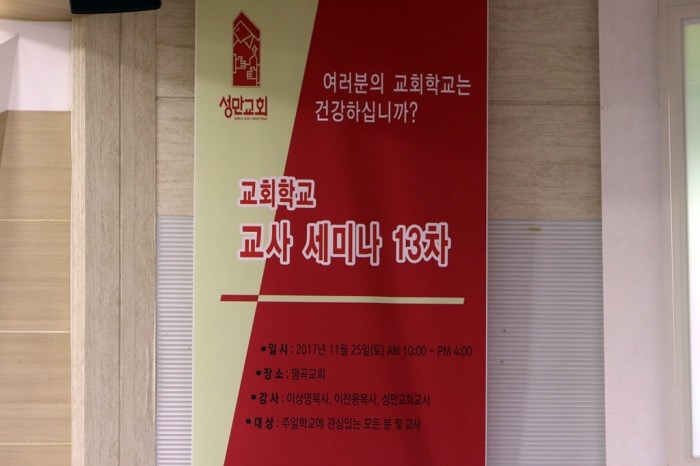 성만교회
여러분의 교회학교는
건강하십니까?
교회학교
교사 세미나 13차
•일 시 : 2017년 11월 25일(토) AM 10:00 ~ PM 4:00
•장 소 : 명곡교회
•강 사 : 이상영목사, 이진용목사, 성만교회교사
•대 상 : 주일학교에 관심있는 모든 분 및 교사